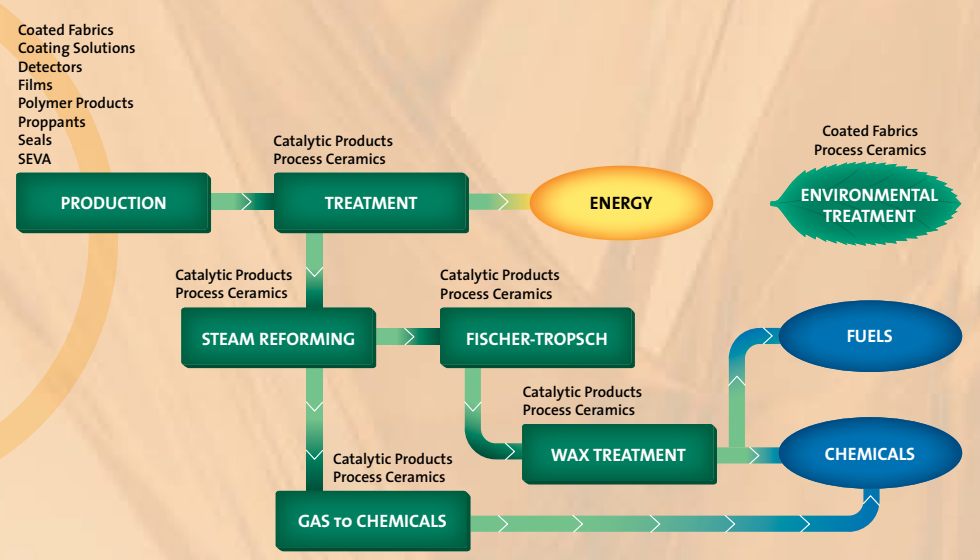 Coated Fabrics
Coating Solutions
Detectors
Films
Polymer Products
Proppants
Seals
SEVA
PRODUCTION
Catalytic Products
Process Ceramics
TREATMENT
ENERGY
Coated Fabrics
Process Ceramics
ENVIRONMENTAL
TREATMENT
Catalytic Products
Process Ceramics
STEAM REFORMING
Catalytic Products
Process Ceramics
FISCHER-TROPSCH
FUELS
Catalytic Products
Process Ceramics
WAX TREATMENT
CHEMICALS
Catalytic Products
Process Ceramics
GAS TO CHEMICALS